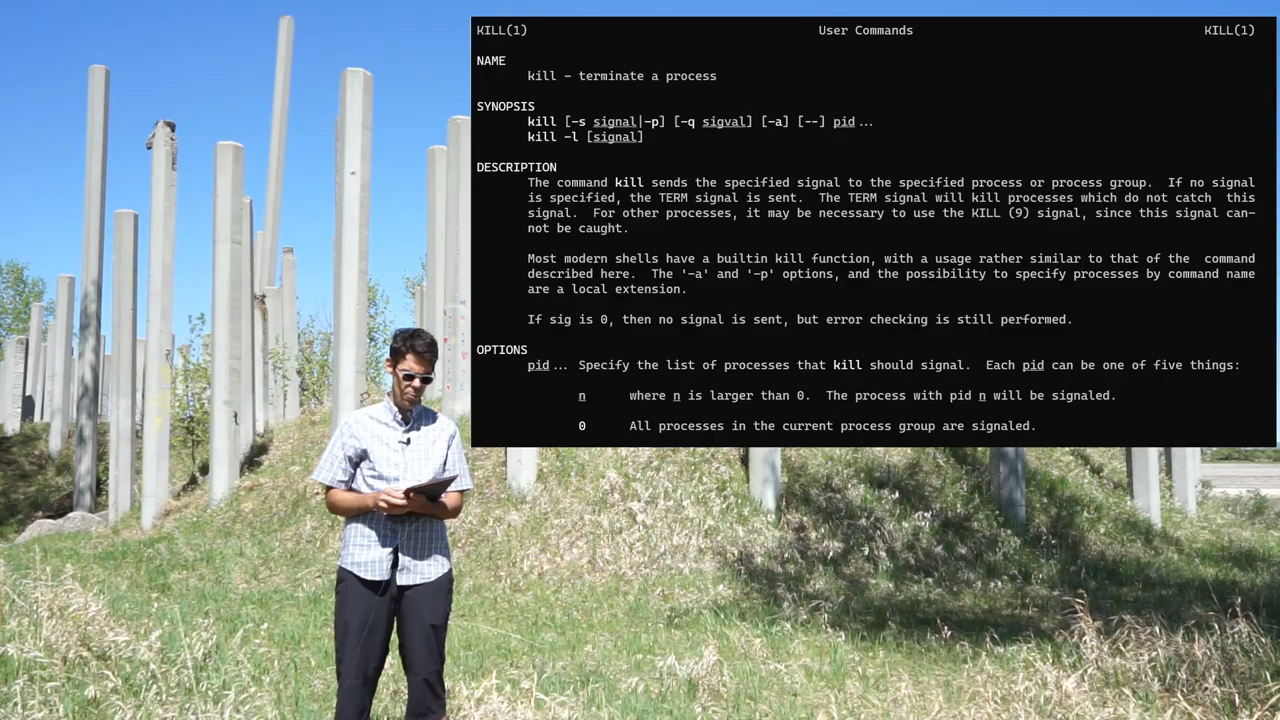 KILL(1) User Commands KILL(1)
NAME
kill - terminate a process
SYNOPSIS
kill [-s signal|-p] [-q sigval] [-a] [--] pid...
kill -l [signal]
DESCRIPTION
The command kill sends the specified signal to the specified process or process group. If no signal
is specified, the TERM signal is sent. The TERM signal will kill processes which do not catch this
signal. For other processes, it may be necessary to use the KILL (9) signal, since this signal can-
not be caught.
Most modern shells have a builtin kill function, with a usage rather similar to that of the command
described here. The '-a' and '-p' options, and the possibility to specify processes by command name
are a local extension.
If sig is 0, then no signal is sent, but error checking is still performed.
OPTIONS
pid... Specify the list of processes that kill should signal. Each pid can be one of five things:
n where n is larger than 0. The process with pid n will be signaled.
0 All processes in the current process group are signaled.